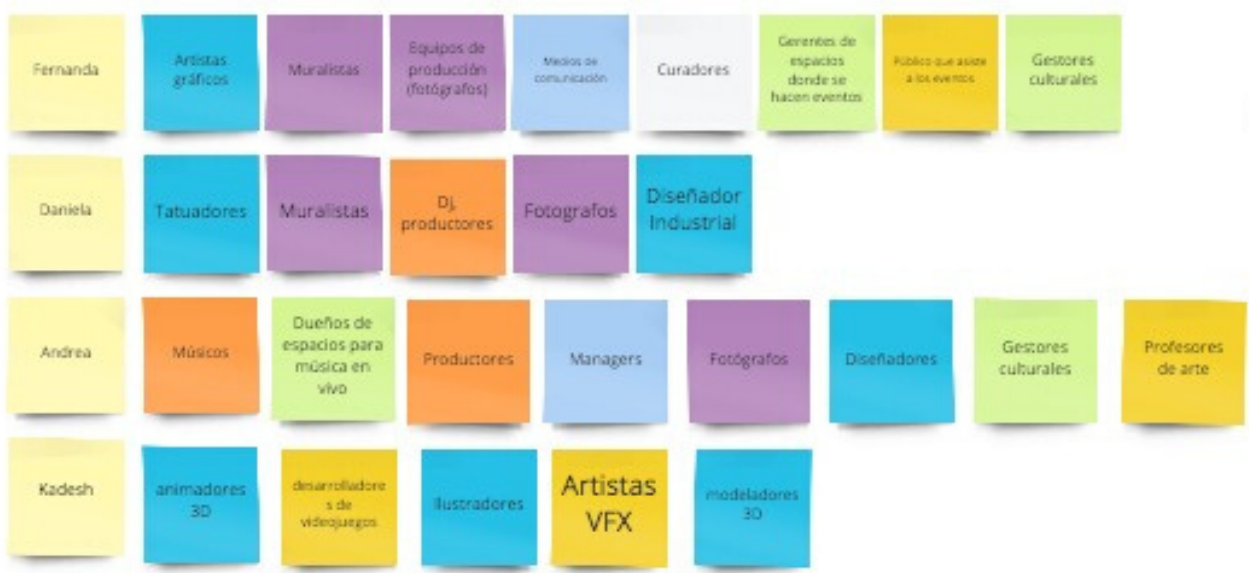 Fernanda
Artistas
gráficos
Muralistas
Equipos de
producción
(fotógrafos)
Medios de
comunicación
Curadores
Gerentes de
espacios
donde se
hacen eventos
Público que asiste
a los eventos
Gestores
culturales
Daniela
Tatuadores
Muralistas
Dj,
productores
Fotografos
Diseñador
Industrial
Andrea
Músicos
Dueños de
espacios para
música en
vivo
Productores
Managers
Fotógrafos
Diseñadores
Gestores
culturales
Profesores
de arte
Kadesh
animadores
3D
desarrolladore
s de
videojuegos
Ilustradores
Artistas
VFX
modeladores
3D